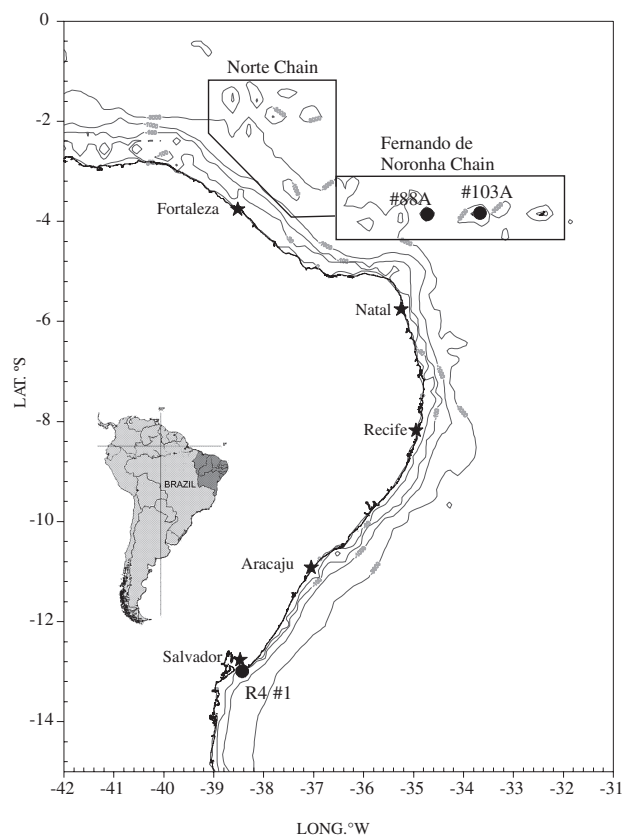 0
Norte Chain
-2
Fernando de
Noronha Chain
#88A
#103A
Fortaleza
-4
Natal
-6
LAT. ºS
-8
Recife
BRAZIL
-10
Aracaju
-12
Salvador
R4 #1
-14
-42 -41 -40 -39 -38 -37 -36 -35 -34 -33 -32 -31
LONG.°W